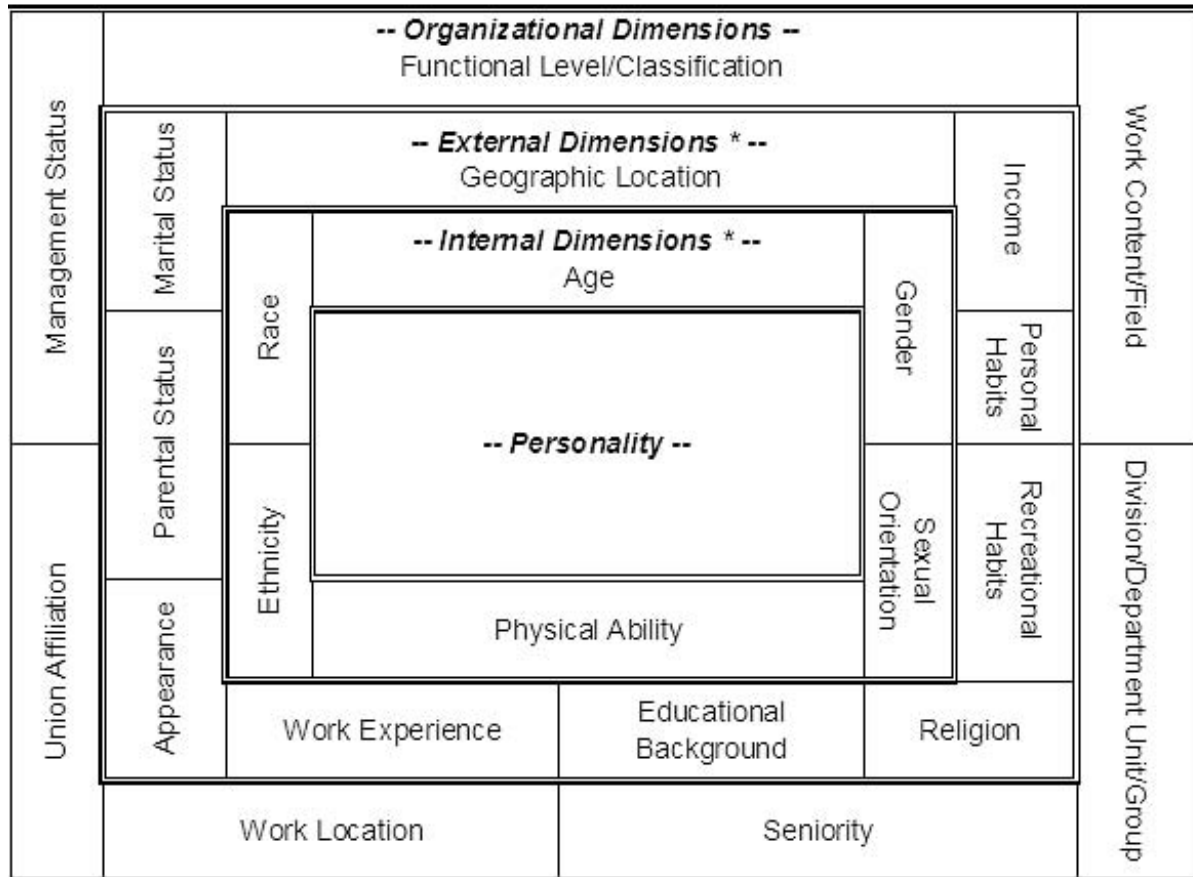 -- Organizational Dimensions --
Functional Level/Classification
Management Status
Work Content/Field
-- External Dimensions * --
Geographic Location
Marital Status
Income
-- Internal Dimensions * --
Age
Race
Gender
Personal
Habits
Parental Status
-- Personality --
Union Affiliation
Ethnicity
Sexual
Orientation
Recreational
Habits
Division/Department Unit/Group
Physical Ability
Appearance
Work Experience
Educational
Background
Religion
Work Location
Seniority